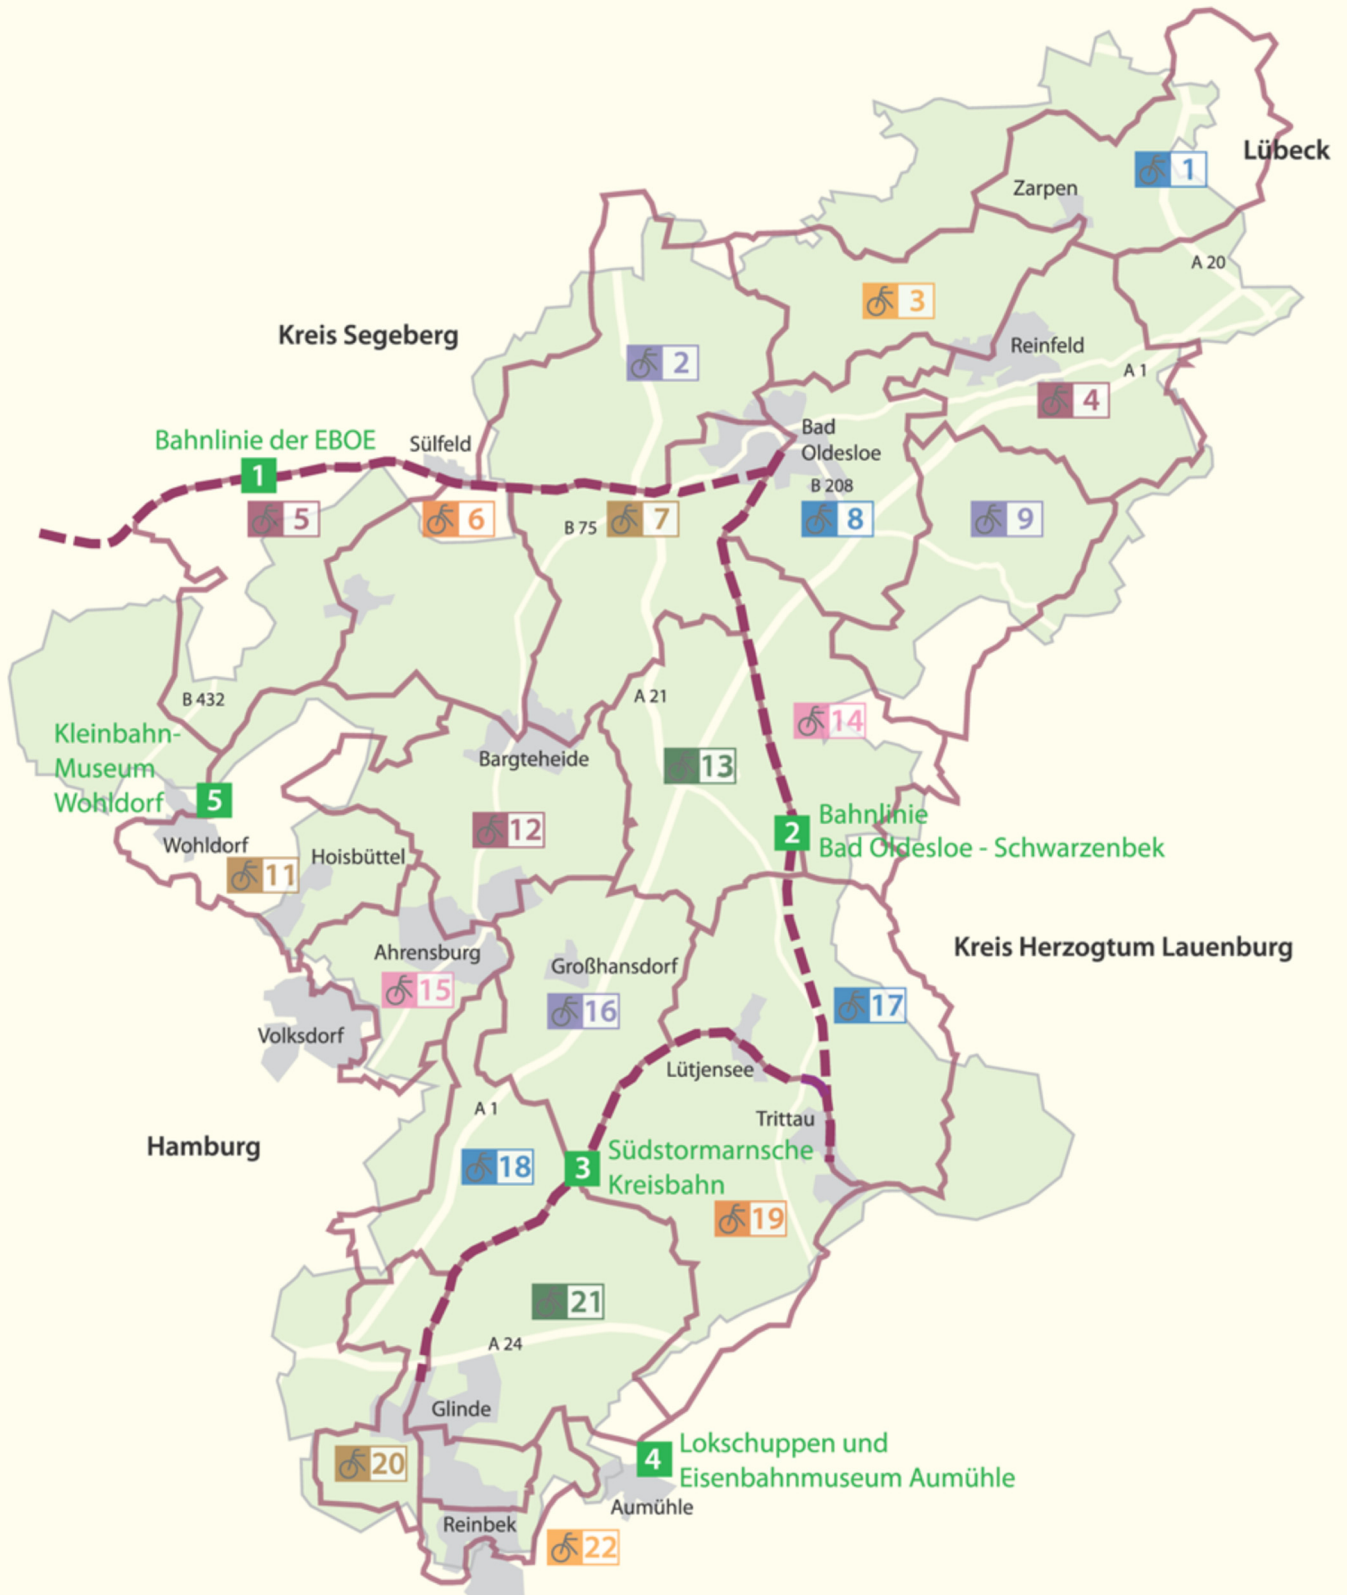 Lübeck
1
Zarpen
A 20
3
Kreis Segeberg
Reinfeld
2
A 1
4
Bahnlinie der EBOE
Sülfeld
Bad
Oldesloe
1
B 208
5
6
B 75
7
8
9
B 432
A 21
14
Kleinbahn-
Museum
Wohldorf
5
Bargteheide
13
12
2
Bahnlinie
Bad Oldesloe - Schwarzenbek
Wohldorf
Hoisbüttel
11
Ahrensburg
Großhansdorf
Kreis Herzogtum Lauenburg
15
16
17
Volksdorf
Lütjensee
A 1
Trittau
Hamburg
18
3
Südstormarnsche
Kreisbahn
19
21
A 24
Glinde
20
4
Lokschuppen und
Eisenbahnmuseum Aumühle
Aumühle
Reinbek
22